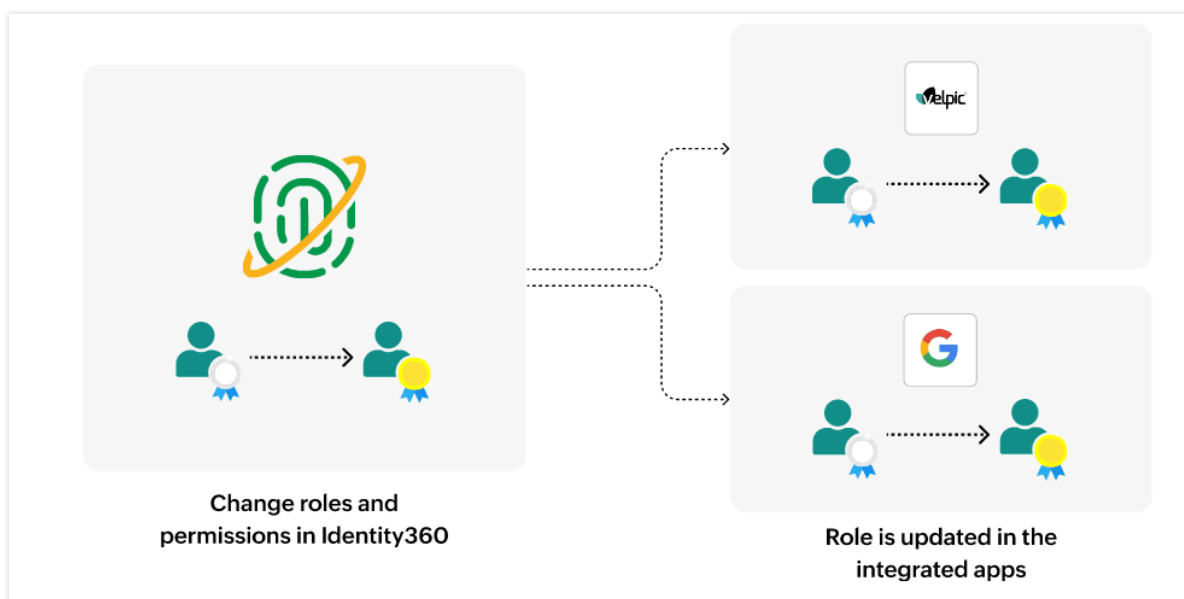 Velpic
G
Change roles and
permissions in Identity360
Role is updated in the
integrated apps